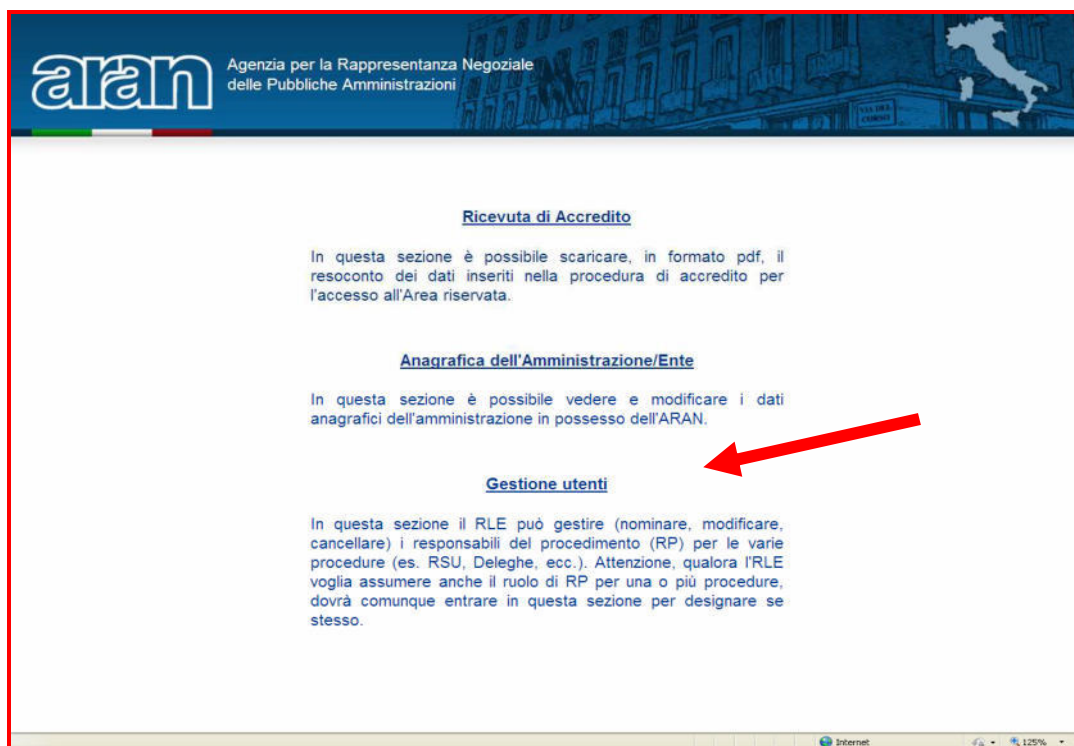 aran
Agenzia per la Rappresentanza Negoziale
delle Pubbliche Amministrazioni
VIA DEL
CORSO
Ricevuta di Accredito
In questa sezione è possibile scaricare, in formato pdf, il
resoconto dei dati inseriti nella procedura di accredito per
l'accesso all'Area riservata.
Anagrafica dell'Amministrazione/Ente
In questa sezione è possibile vedere e modificare i dati
anagrafici dell'amministrazione in possesso dell'ARAN.
Gestione utenti
In questa sezione il RLE può gestire (nominare, modificare,
cancellare) i responsabili del procedimento (RP) per le varie
procedure (es. RSU, Deleghe, ecc.). Attenzione, qualora l'RLE
voglia assumere anche il ruolo di RP per una o più procedure,
dovrà comunque entrare in questa sezione per designare se
stesso.
Internet
125%